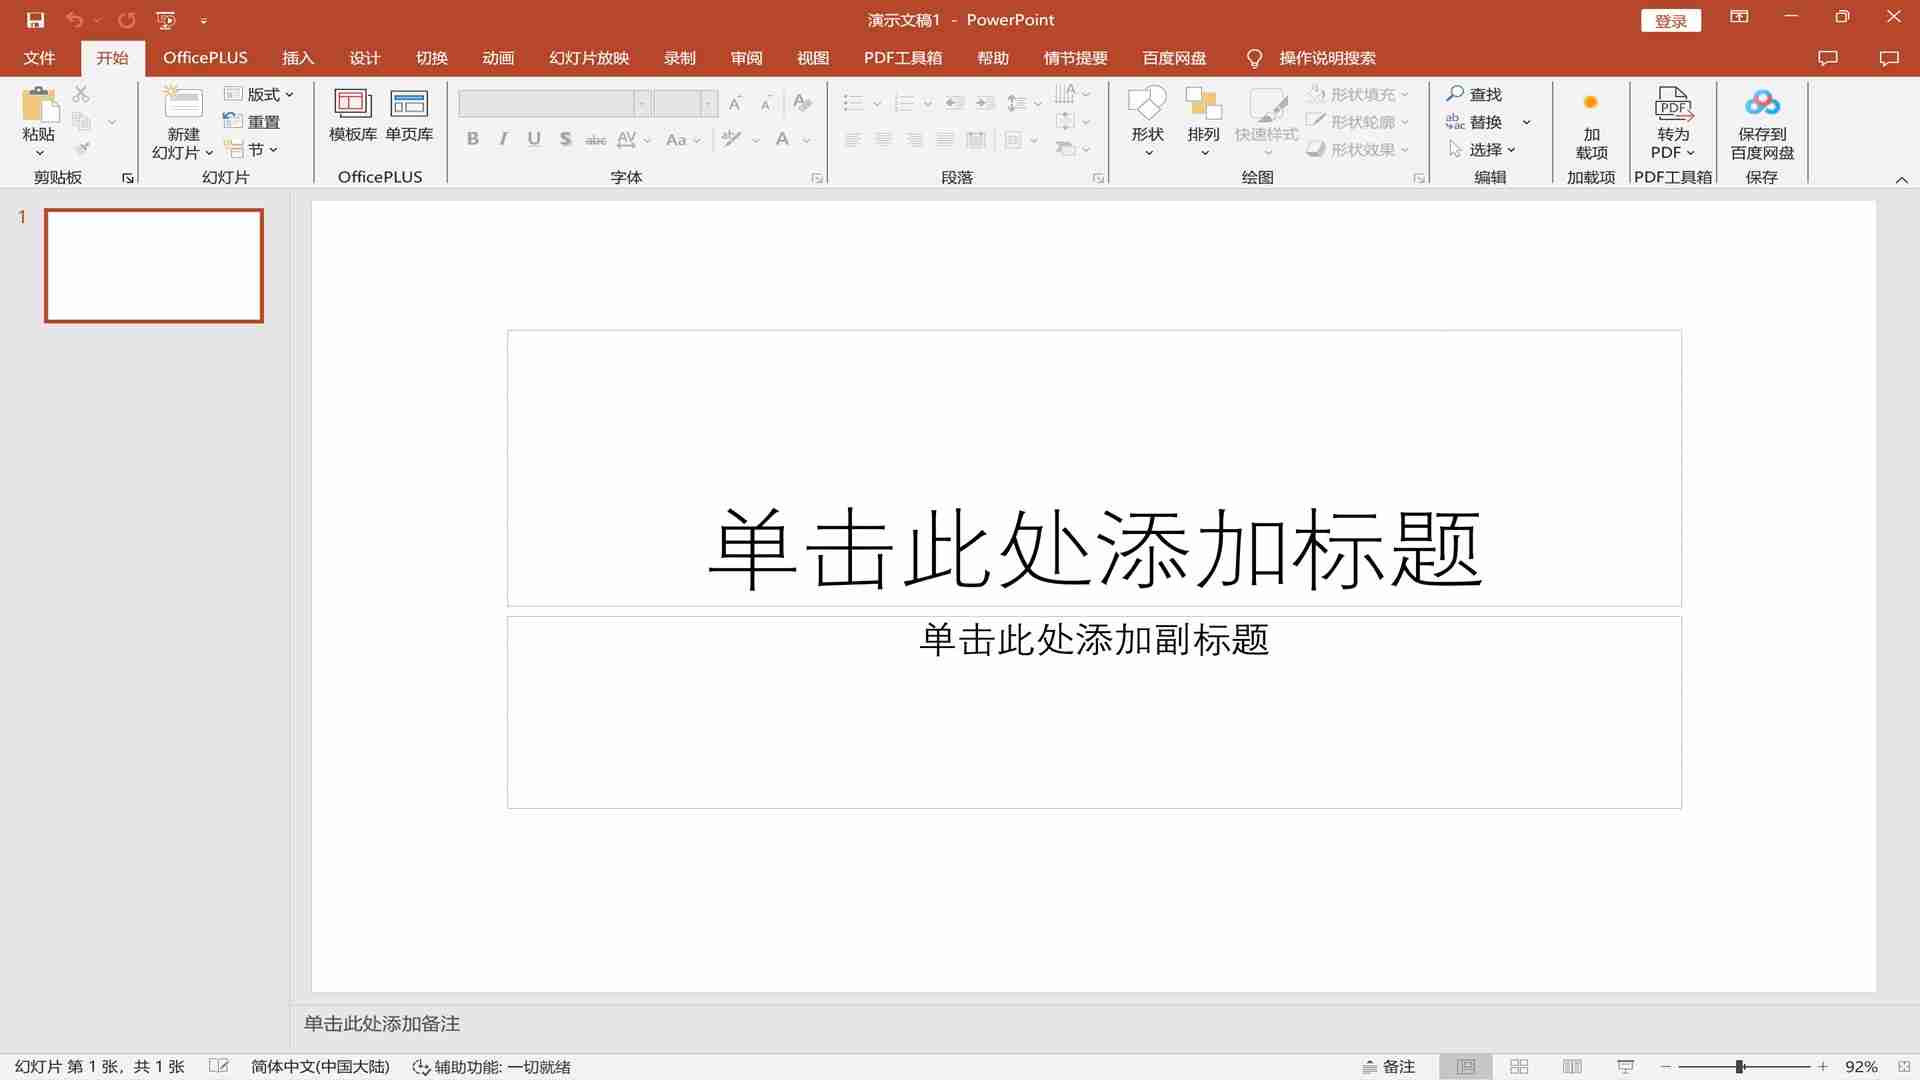 演示文稿1 - PowerPoint
登录
文件 开始 OfficePLUS 插入 设计 切换 动画 幻灯片放映 录制 审阅 视图 PDF工具箱 帮助 情节提要 百度网盘 操作说明搜索
粘贴
剪贴板
新建
幻灯片
版式
重置
节
幻灯片
模板库 单页库
OfficePLUS
B I U S abc AV Aa A
字体
段落
形状 排列 快速样式
形状填充
形状轮廓
形状效果
绘图
查找
替换
选择
编辑
加
载项
加载项
PDF
转为
PDF
PDF工具箱
保存到
百度网盘
保存
1
单击此处添加标题
单击此处添加副标题
单击此处添加备注
幻灯片 第 1 张，共 1 张 简体中文(中国大陆) 辅助功能: 一切就绪 备注 92%